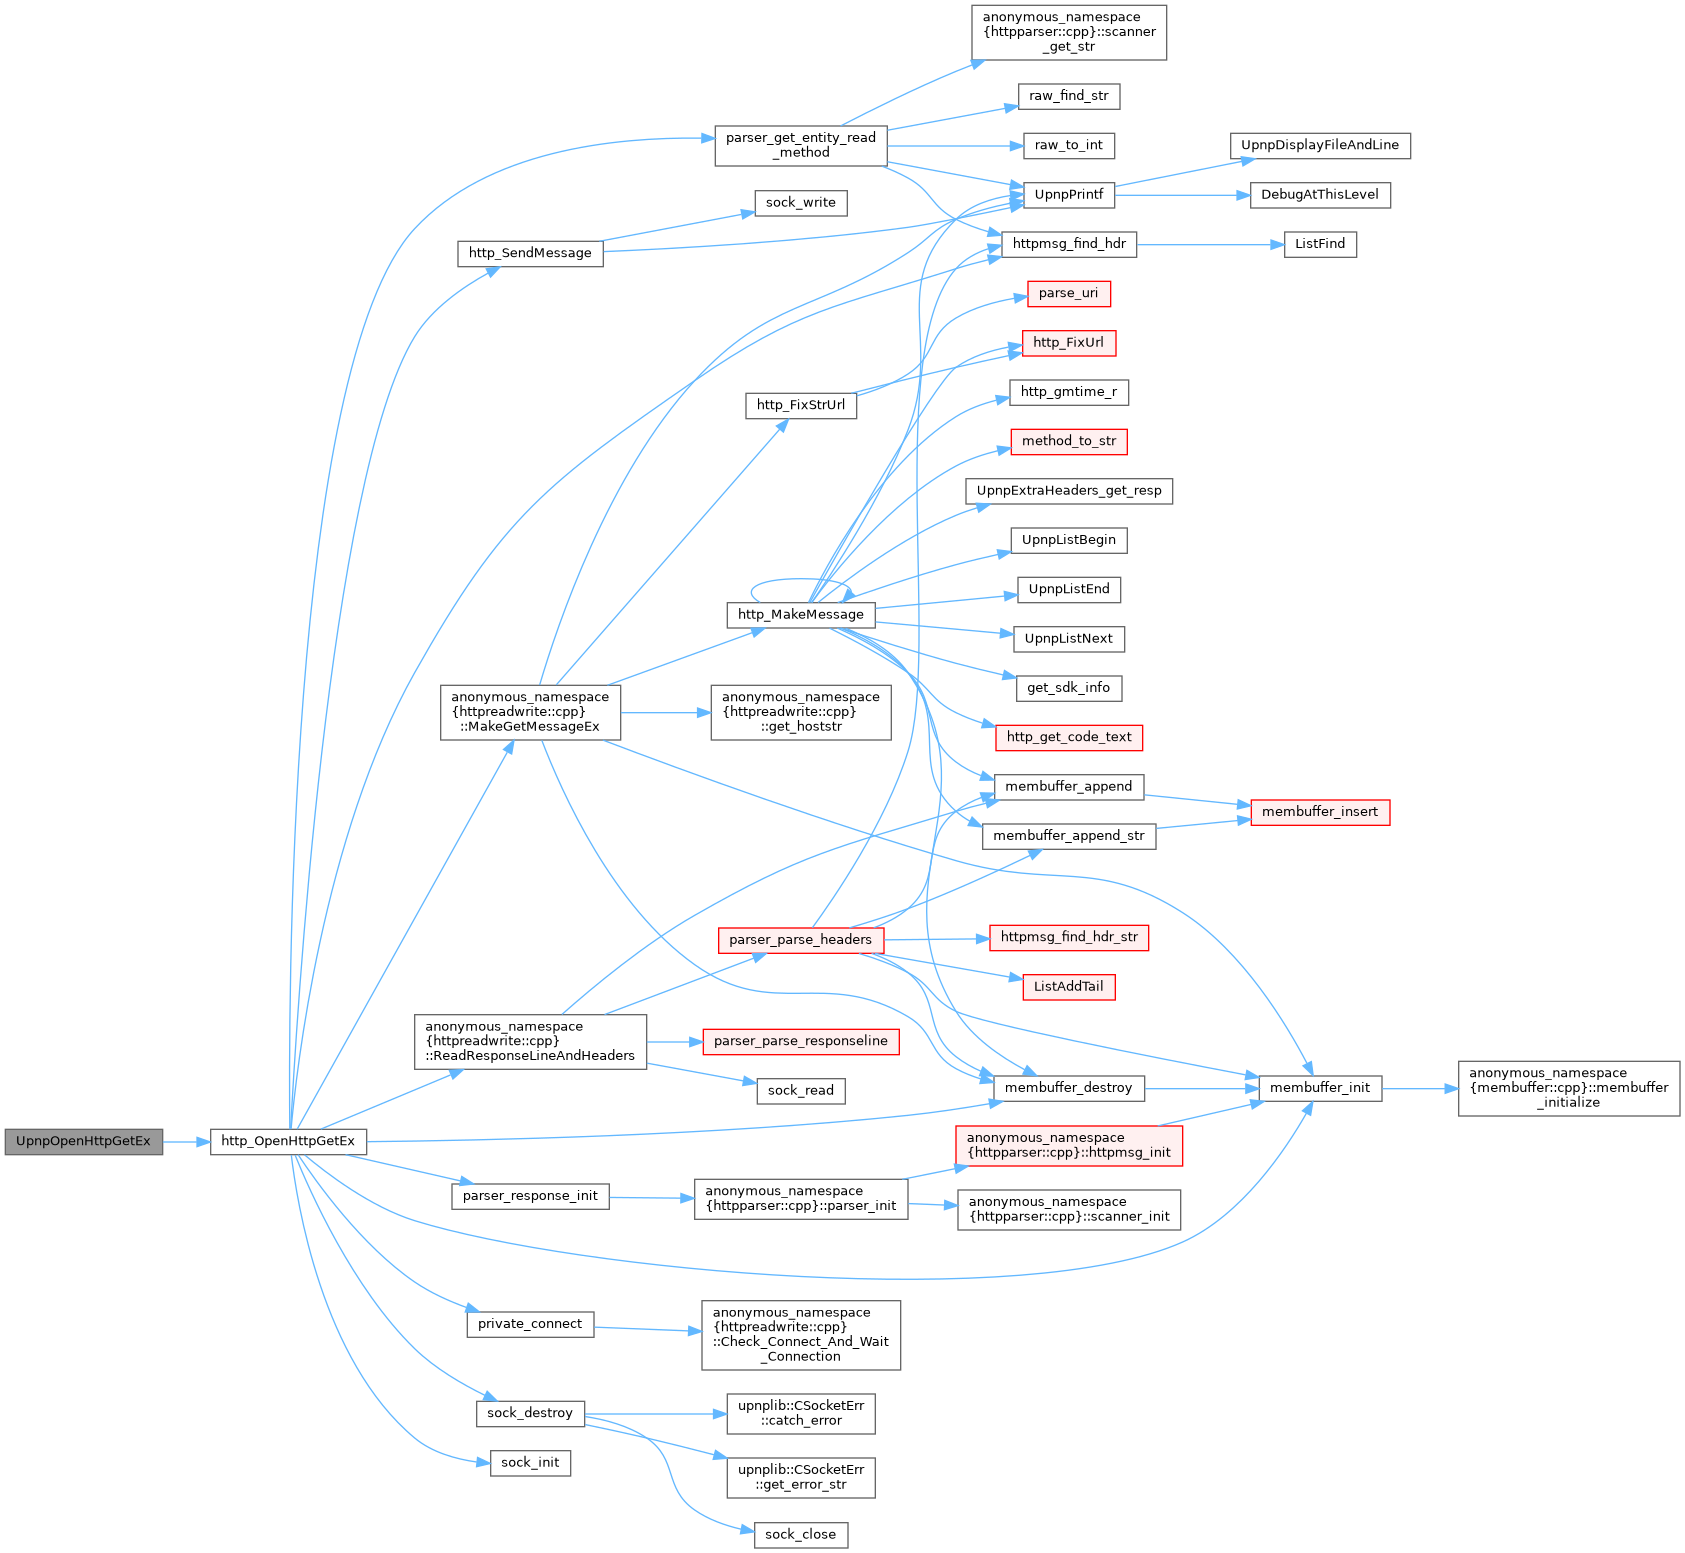 UpnpOpenHttpGetEx
http_OpenHttpGetEx
http_SendMessage
anonymous_namespace
{httpreadwrite::cpp}
::MakeGetMessageEx
anonymous_namespace
{httpreadwrite::cpp}
::ReadResponseLineAndHeaders
parser_response_init
private_connect
sock_destroy
sock_init
parser_get_entity_read
_method
sock_write
http_FixStrUrl
http_MakeMessage
anonymous_namespace
{httpreadwrite::cpp}
::get_hoststr
parser_parse_headers
parser_parse_responseline
sock_read
anonymous_namespace
{httpparser::cpp}::parser_init
anonymous_namespace
{httpreadwrite::cpp}
::Check_Connect_And_Wait
_Connection
upnplib::CSocketErr
::catch_error
upnplib::CSocketErr
::get_error_str
sock_close
anonymous_namespace
{httpparser::cpp}::scanner
_get_str
raw_find_str
raw_to_int
UpnpPrintf
httpmsg_find_hdr
parse_uri
http_FixUrl
http_gmtime_r
method_to_str
UpnpExtraHeaders_get_resp
UpnpListBegin
UpnpListEnd
UpnpListNext
get_sdk_info
http_get_code_text
membuffer_append
membuffer_append_str
httpmsg_find_hdr_str
ListAddTail
membuffer_destroy
anonymous_namespace
{httpparser::cpp}::httpmsg_init
anonymous_namespace
{httpparser::cpp}::scanner_init
UpnpDisplayFileAndLine
DebugAtThisLevel
ListFind
membuffer_insert
membuffer_init
anonymous_namespace
{membuffer::cpp}::membuffer
_initialize